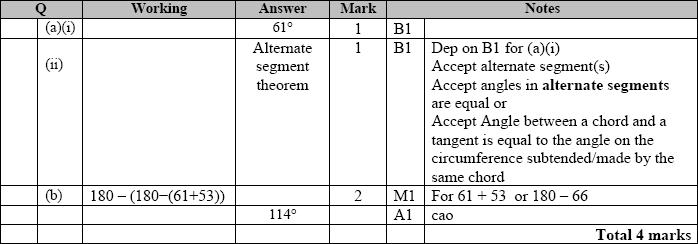 Q Working Answer Mark Notes
(a)(i) 61° 1 B1
(ii) Alternate segment theorem 1 B1 Dep on B1 for (a)(i)
Accept alternate segment(s)
Accept angles in alternate segments
are equal or
Accept Angle between a chord and a
tangent is equal to the angle on the
circumference subtended/made by the
same chord
(b) 180 – (180–(61+53)) 2 M1 For 61 + 53 or 180 – 66
114° A1 cao
Total 4 marks